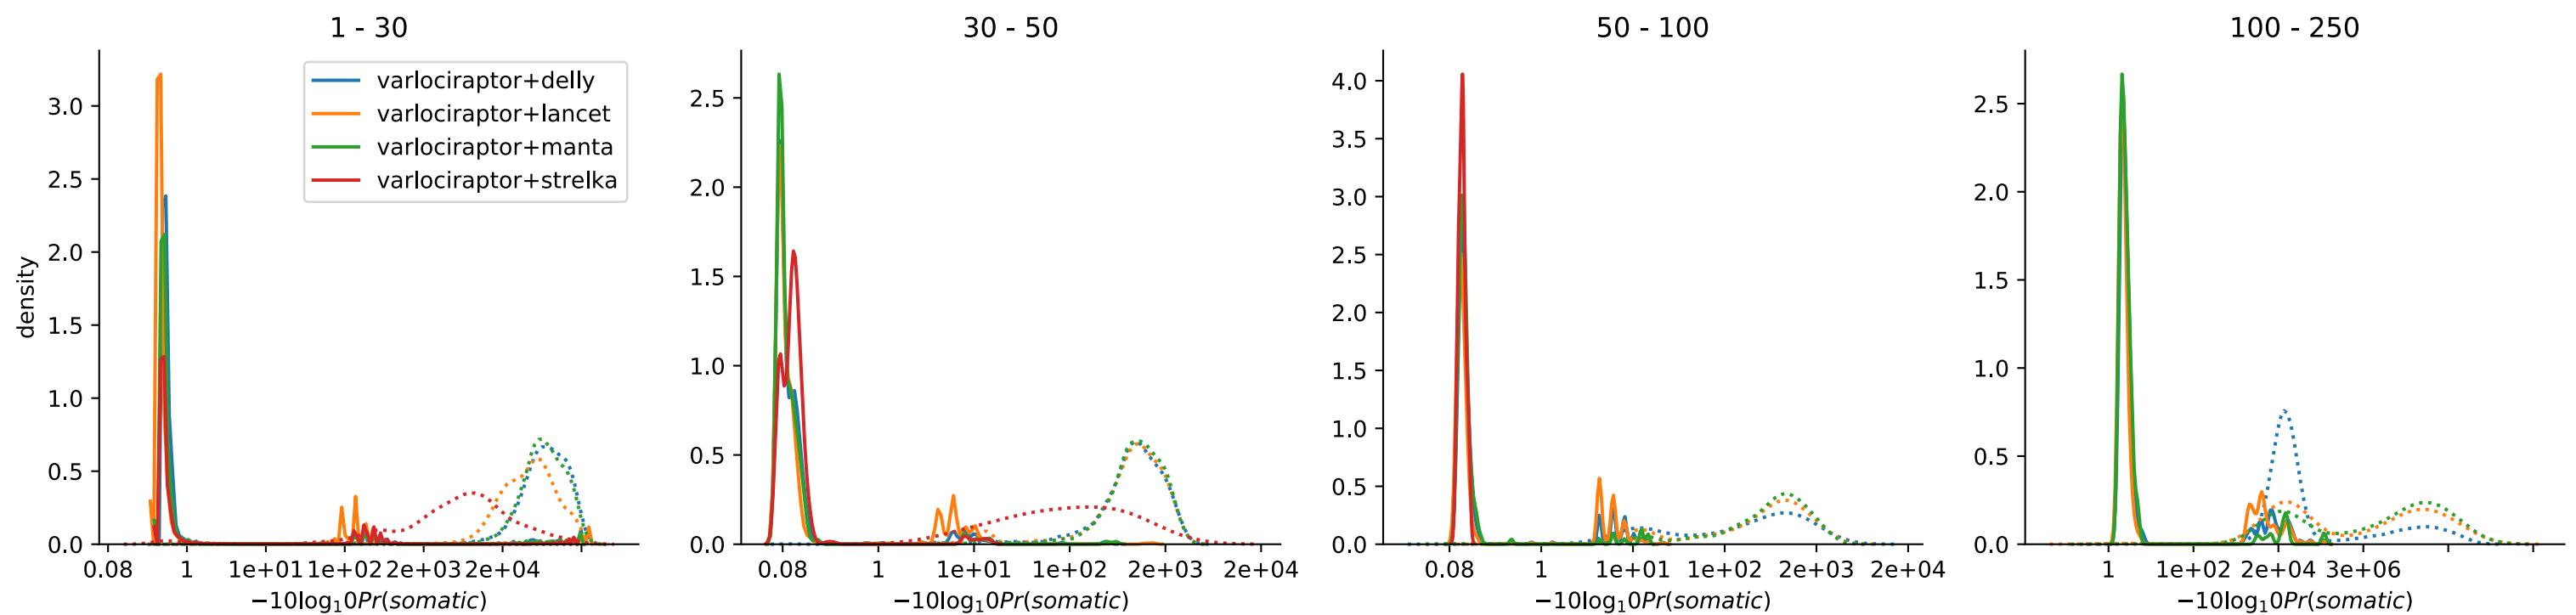 1 - 30
30 - 50
50 - 100
100 - 250
density
3.0
2.5
2.0
1.5
1.0
0.5
0.0
varlociraptor+delly
varlociraptor+lancet
varlociraptor+manta
varlociraptor+strelka
0.08 1 1e+01 1e+02 2e+03 2e+04
−10log₁0Pr(somatic)
2.5
2.0
1.5
1.0
0.5
0.0
0.08 1 1e+01 1e+02 2e+03 2e+04
−10log₁0Pr(somatic)
4.0
3.5
3.0
2.5
2.0
1.5
1.0
0.5
0.0
0.08 1 1e+01 1e+02 2e+03 2e+04
−10log₁0Pr(somatic)
2.5
2.0
1.5
1.0
0.5
0.0
1 1e+02 2e+04 3e+06
−10log₁0Pr(somatic)